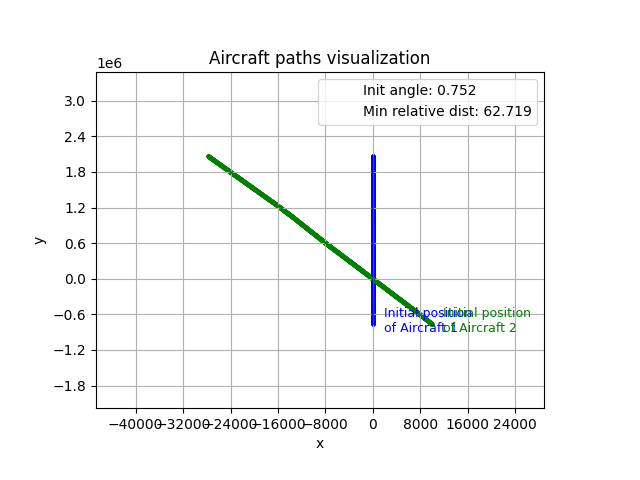 Aircraft paths visualization
1e6
Init angle: 0.752
Min relative dist: 62.719
3.0
2.4
1.8
1.2
0.6
0.0
−0.6
−1.2
−1.8
y
Initial position
of Aircraft 1
Initial position
of Aircraft 2
−40000
−32000
−24000
−16000
−8000
0
8000
16000
24000
x